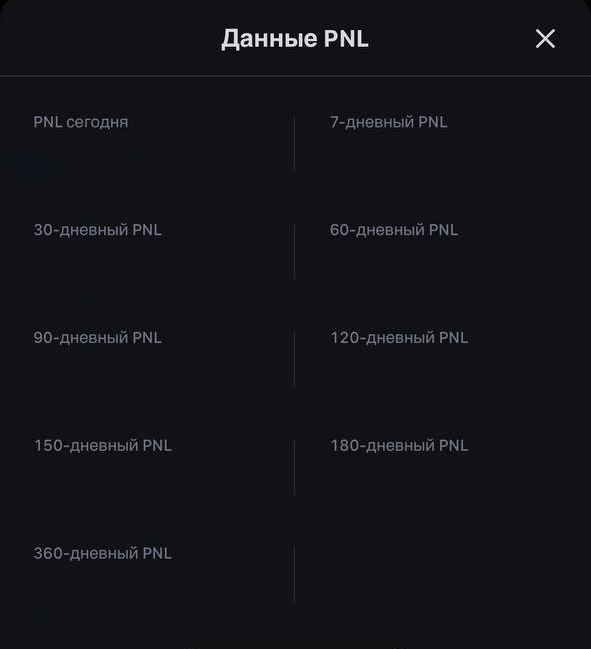 Данные PNL
PNL сегодня
7-дневный PNL
30-дневный PNL
60-дневный PNL
90-дневный PNL
120-дневный PNL
150-дневный PNL
180-дневный PNL
360-дневный PNL